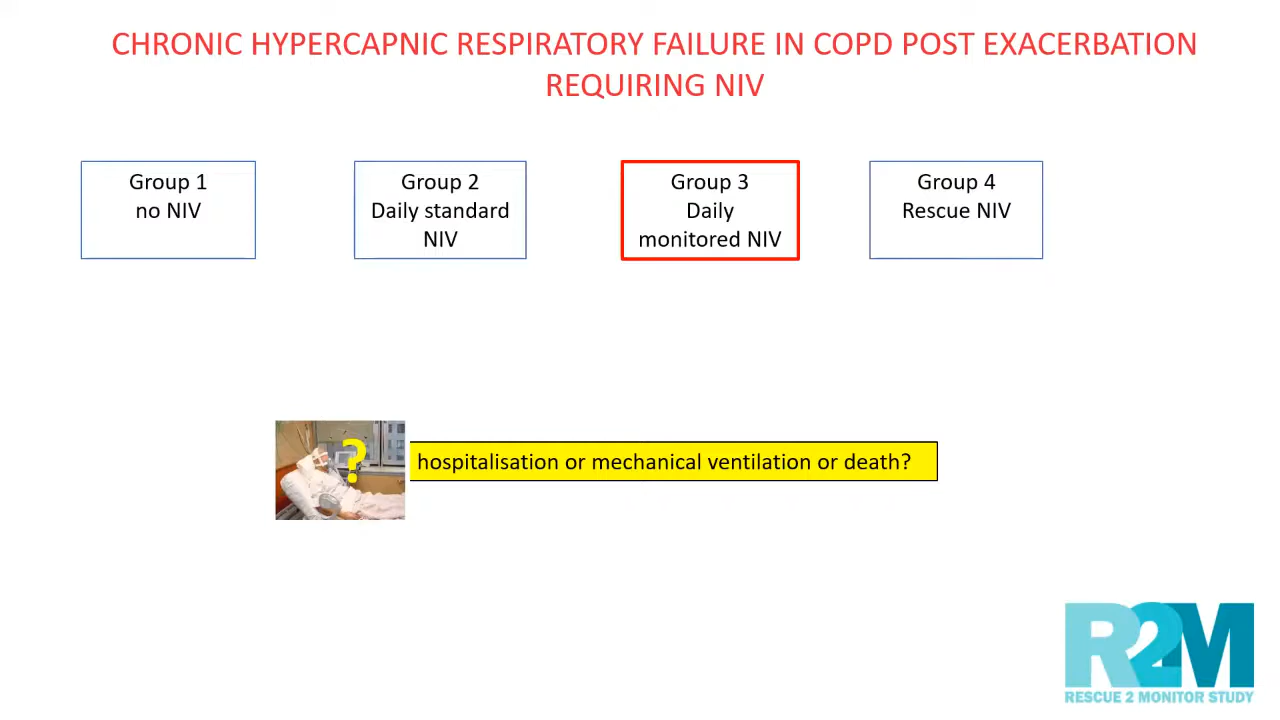 CHRONIC HYPERCAPNIC RESPIRATORY FAILURE IN COPD POST EXACERBATION
REQUIRING NIV
Group 1
no NIV
Group 2
Daily standard
NIV
Group 3
Daily
monitored NIV
Group 4
Rescue NIV
?
hospitalisation or mechanical ventilation or death?
R2M
RESCUE 2 MONITOR STUDY